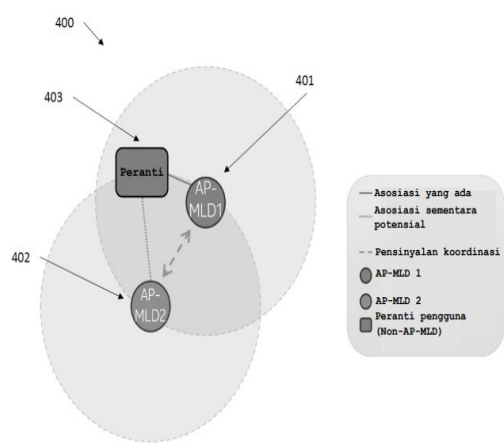 400
401
403
Peranti
AP-
MLD1
402
AP-
MLD2
Asosiasi yang ada
Asosiasi sementara
potensial
Pensinyalan koordinasi
AP-MLD 1
AP-MLD 2
Peranti pengguna
(Non-AP-MLD)